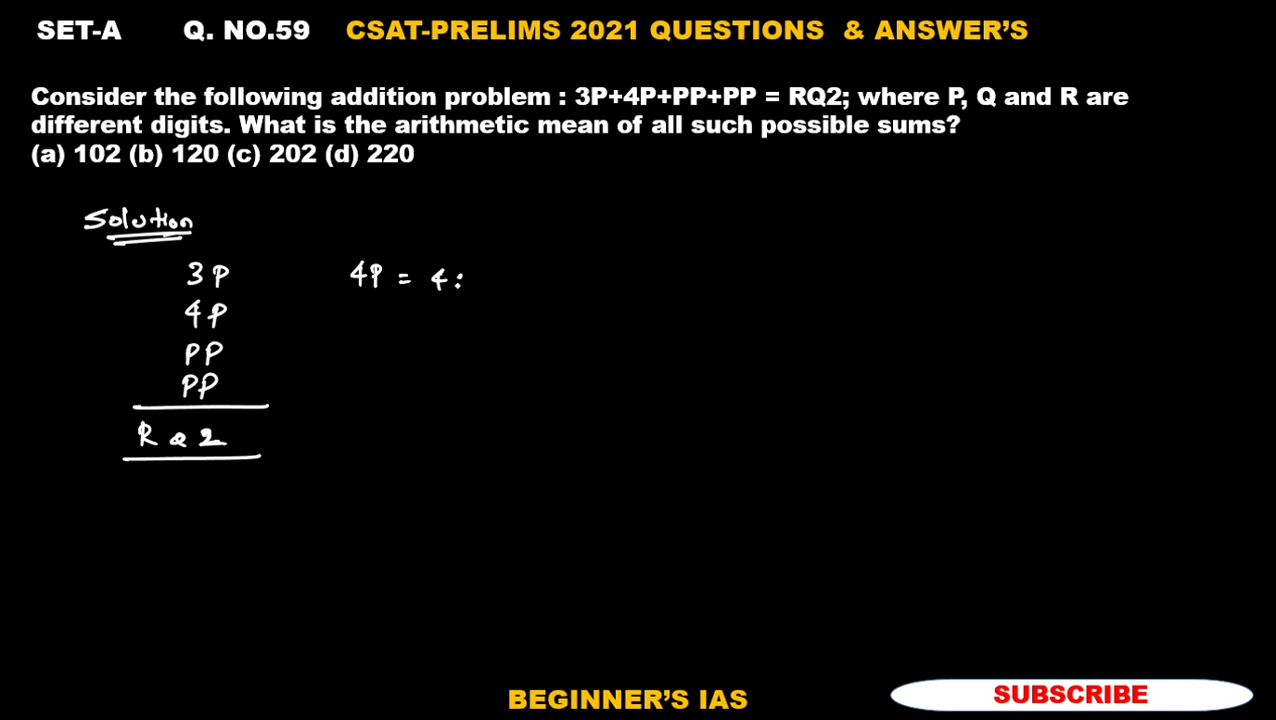 SET-A Q. NO.59 CSAT-PRELIMS 2021 QUESTIONS & ANSWER'S
Consider the following addition problem : 3P+4P+PP+PP = RQ2; where P, Q and R are
different digits. What is the arithmetic mean of all such possible sums?
(a) 102 (b) 120 (c) 202 (d) 220
Solution
3P 4P = 4:
4P
PP
PP
R Q 2
BEGINNER'S IAS SUBSCRIBE